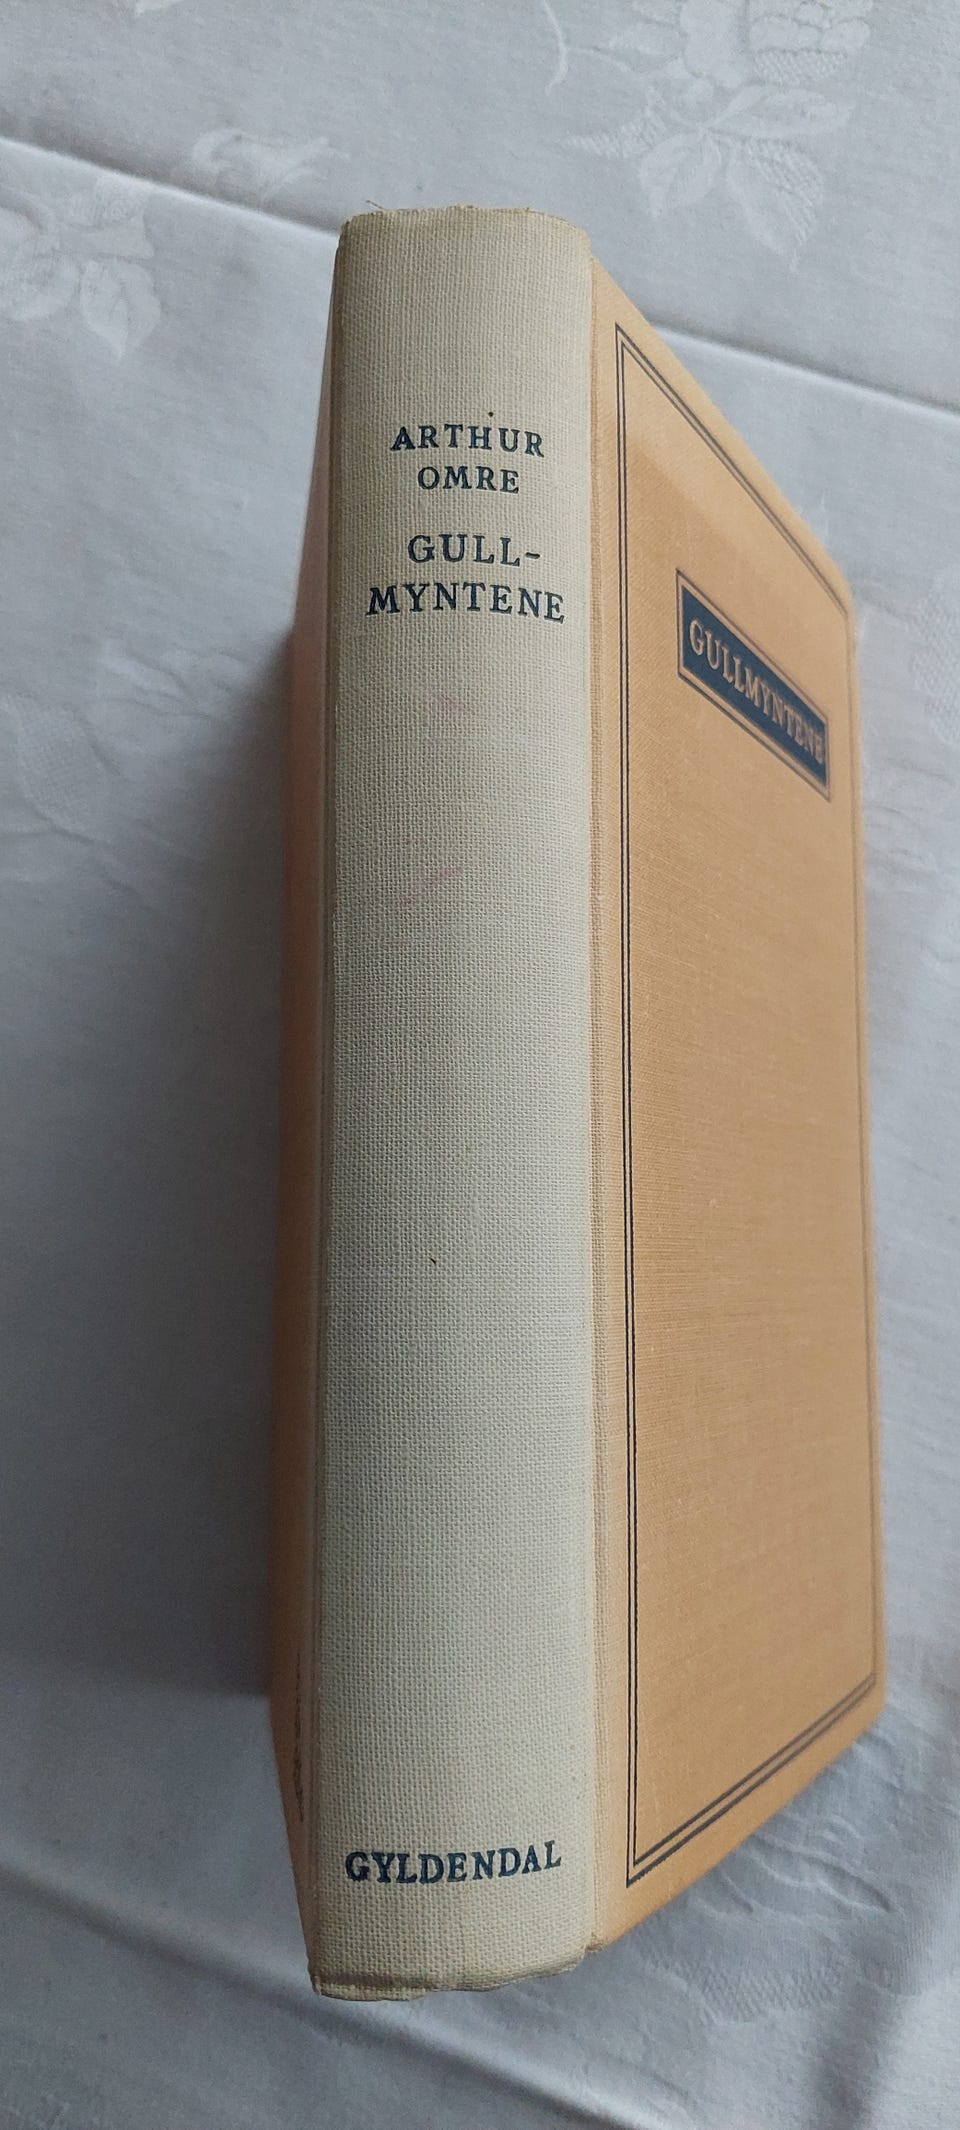 ARTHUR
OMRE
GULL-
MYNTENE
GYLDENDAL
GULLMYNTENE